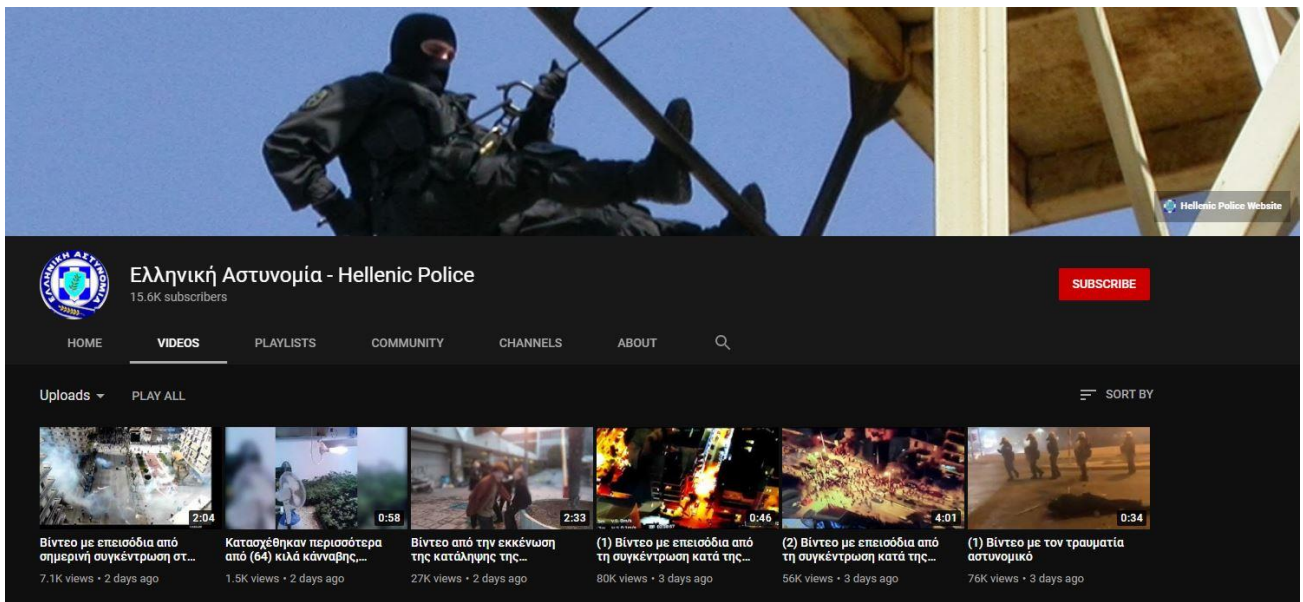 Hellenic Police Website
ΕΛΛΗΝΙΚΗ ΑΣΤΥΝΟΜΙΑ
Ελληνική Αστυνομία - Hellenic Police
15.6K subscribers
SUBSCRIBE
HOME VIDEOS PLAYLISTS COMMUNITY CHANNELS ABOUT
Uploads PLAY ALL SORT BY
2:04 0:58 2:33 0:46 4:01 0:34
Βίντεο με επεισόδια από
σημερινή συγκέντρωση στ...
7.1K views • 2 days ago
Κατασχέθηκαν περισσότερα
από (64) κιλά κάνναβης,...
1.5K views • 2 days ago
Βίντεο από την εκκένωση
της κατάληψης της...
27K views • 2 days ago
(1) Βίντεο με επεισόδια από
τη συγκέντρωση κατά της...
80K views • 3 days ago
(2) Βίντεο με επεισόδια από
τη συγκέντρωση κατά της...
56K views • 3 days ago
(1) Βίντεο με τον τραυματία
αστυνομικό
76K views • 3 days ago